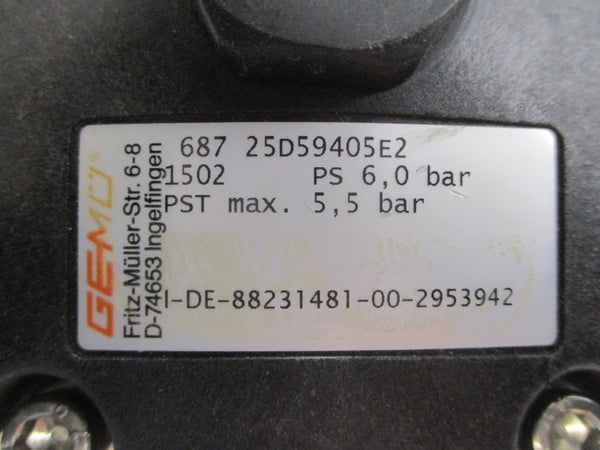 GEMÜ®
Fritz-Müller-Str. 6-8
D-74653 Ingelfingen
687 25D59405E2
1502 PS 6,0 bar
PST max. 5,5 bar
I-DE-88231481-00-2953942